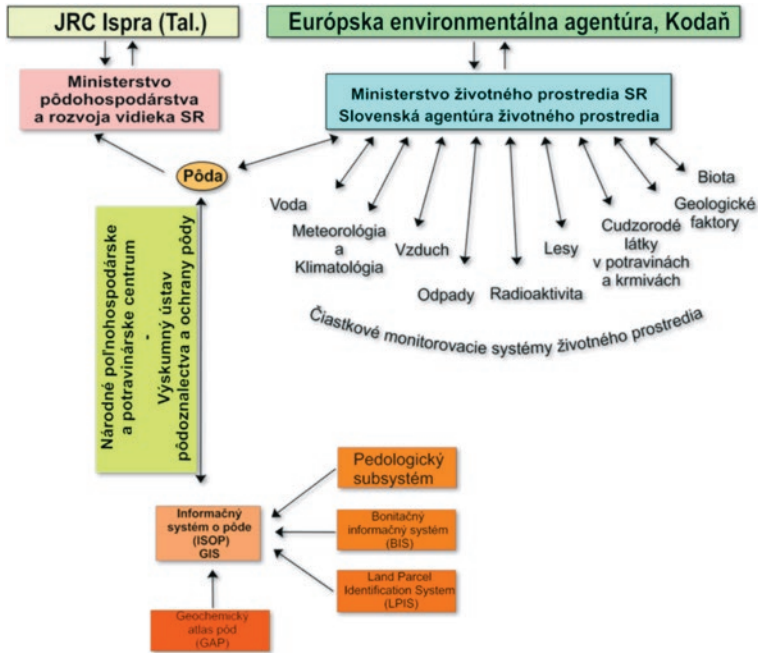 JRC Ispra (Tal.)
Európska environmentálna agentúra, Kodaň
Ministerstvo
pôdohospodárstva
a rozvoja vidieka SR
Ministerstvo životného prostredia SR
Slovenská agentúra životného prostredia
Pôda
Voda
Meteorológia
a
Klimatológia
Vzduch
Odpady
Radioaktivita
Lesy
Cudzorodé
látky
v potravinách
a krmivách
Geologické
faktory
Biota
Čiastkové monitorovacie systémy životného prostredia
Národné poľnohospodárske
a potravinárske centrum
-
Výskumný ústav
pôdoznalectva a ochrany pôdy
Informačný
systém o pôde
(ISOP)
GIS
Pedologický
subsystém
Bonitačný
informačný systém
(BIS)
Land Parcel
Identification System
(LPIS)
Geochemický
atlas pôd
(GAP)